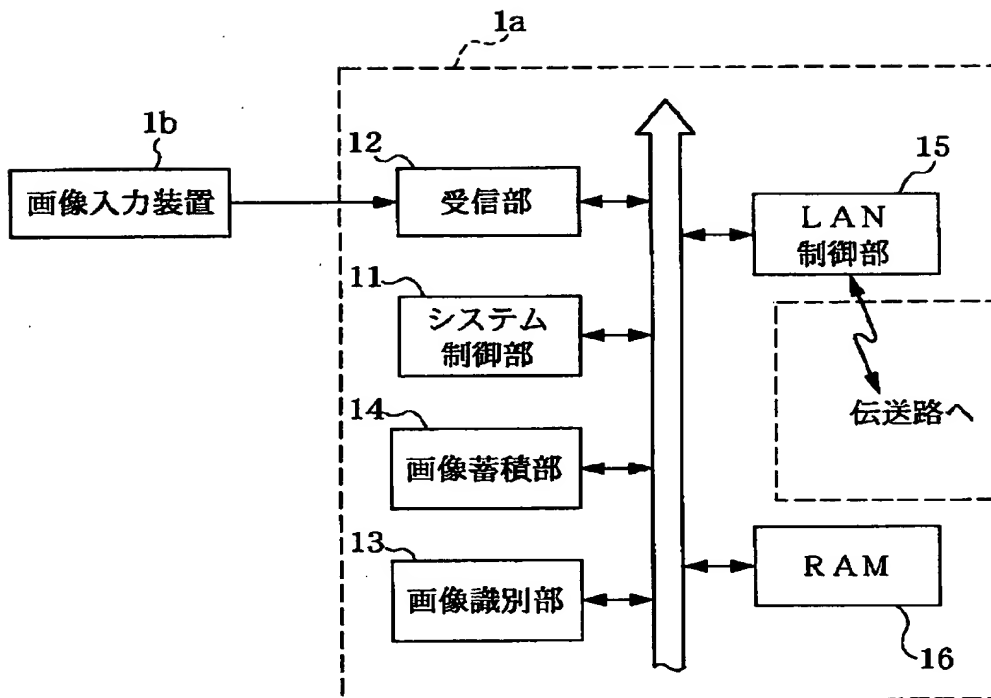 1a
1b
画像入力装置
12
受信部
15
LAN
制御部
11
システム
制御部
伝送路へ
14
画像蓄積部
13
画像識別部
RAM
16